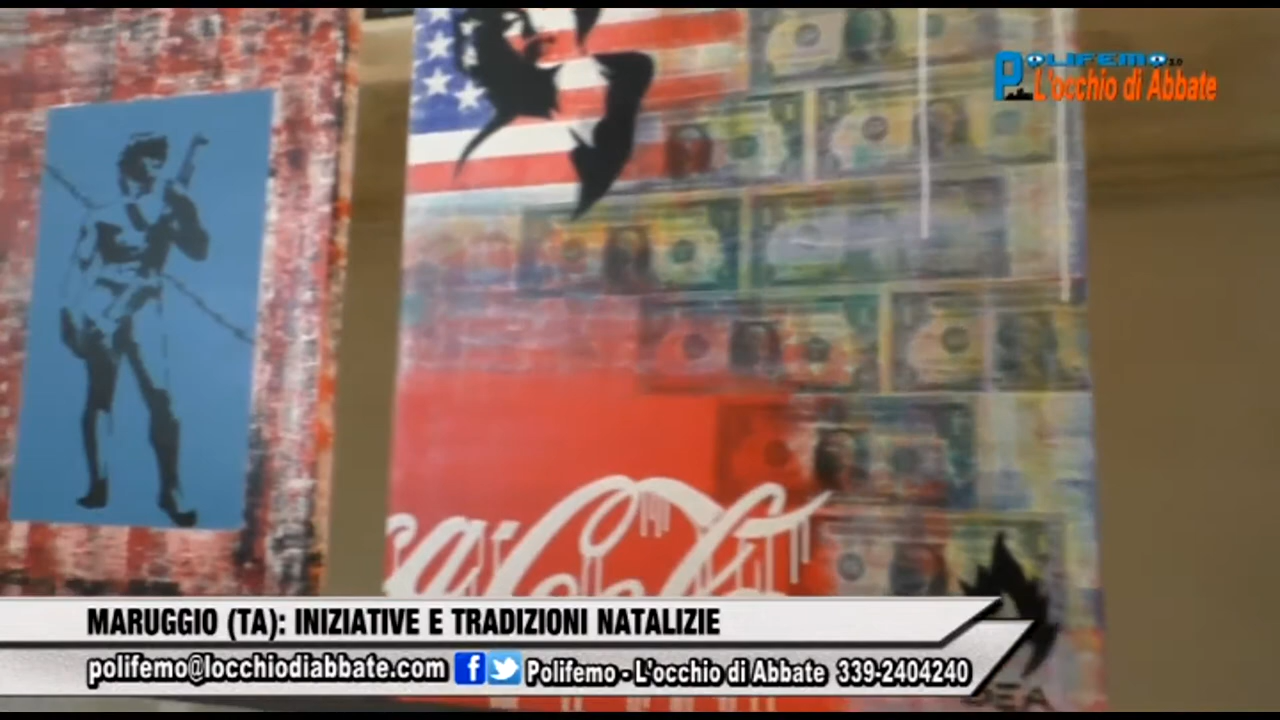 POLIFEMO 3.0
L'occhio di Abbate
MARUGGIO (TA): INIZIATIVE E TRADIZIONI NATALIZIE
polifemo@locchiodiabbate.com Polifemo - L'occhio di Abbate 339-2404240